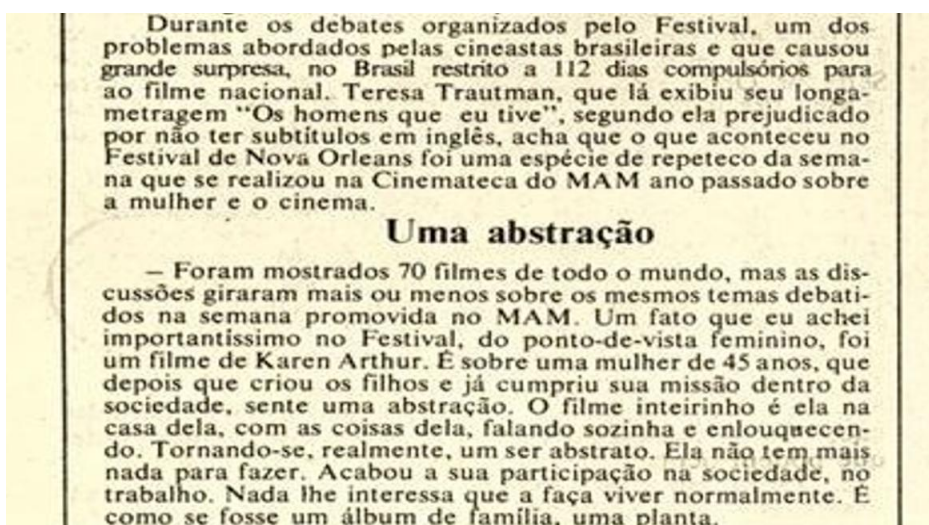 Durante os debates organizados pelo Festival, um dos
problemas abordados pelas cineastas brasileiras e que causou
grande surpresa, no Brasil restrito a 112 dias compulsórios para
ao filme nacional. Teresa Trautman, que lá exibiu seu longa-
metragem "Os homens que eu tive", segundo ela prejudicado
por não ter subtítulos em inglês, acha que o que aconteceu no
Festival de Nova Orleans foi uma espécie de repeteco da sema-
na que se realizou na Cinemateca do MAM ano passado sobre
a mulher e o cinema.
Uma abstração
— Foram mostrados 70 filmes de todo o mundo, mas as dis-
cussões giraram mais ou menos sobre os mesmos temas debati-
dos na semana promovida no MAM. Um fato que eu achei
importantíssimo no Festival, do ponto-de-vista feminino, foi
um filme de Karen Arthur. É sobre uma mulher de 45 anos, que
depois que criou os filhos e já cumpriu sua missão dentro da
sociedade, sente uma abstração. O filme inteirinho é ela na
casa dela, com as coisas dela, falando sozinha e enlouquecen-
do. Tornando-se, realmente, um ser abstrato. Ela não tem mais
nada para fazer. Acabou a sua participação na sociedade, no
trabalho. Nada lhe interessa que a faça viver normalmente. É
como se fosse um álbum de família, uma planta.